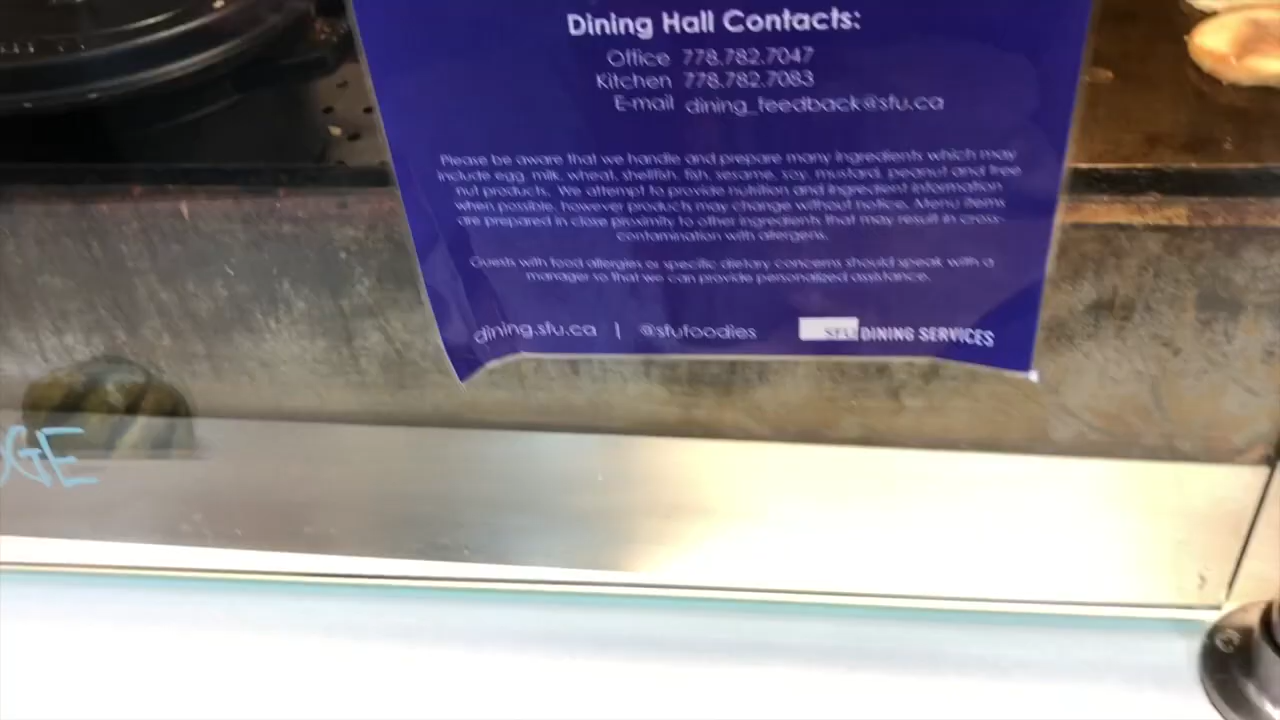 Dining Hall Contacts:
Office 778.782.7047
Kitchen 778.782.7083
E-mail dining_feedback@sfu.ca
Please be aware that we handle and prepare many ingredients which may
include egg, milk, wheat, shellfish, fish, sesame, soy, mustard, peanut and tree
nut products. We attempt to provide nutrition and ingredient information
when possible, however products may change without notice. Menu items
are prepared in close proximity to other ingredients that may result in cross-
contamination with allergens.
Guests with food allergies or specific dietary concerns should speak with a
manager so that we can provide personalized assistance.
dining.sfu.ca | @sfufoodies SFU DINING SERVICES